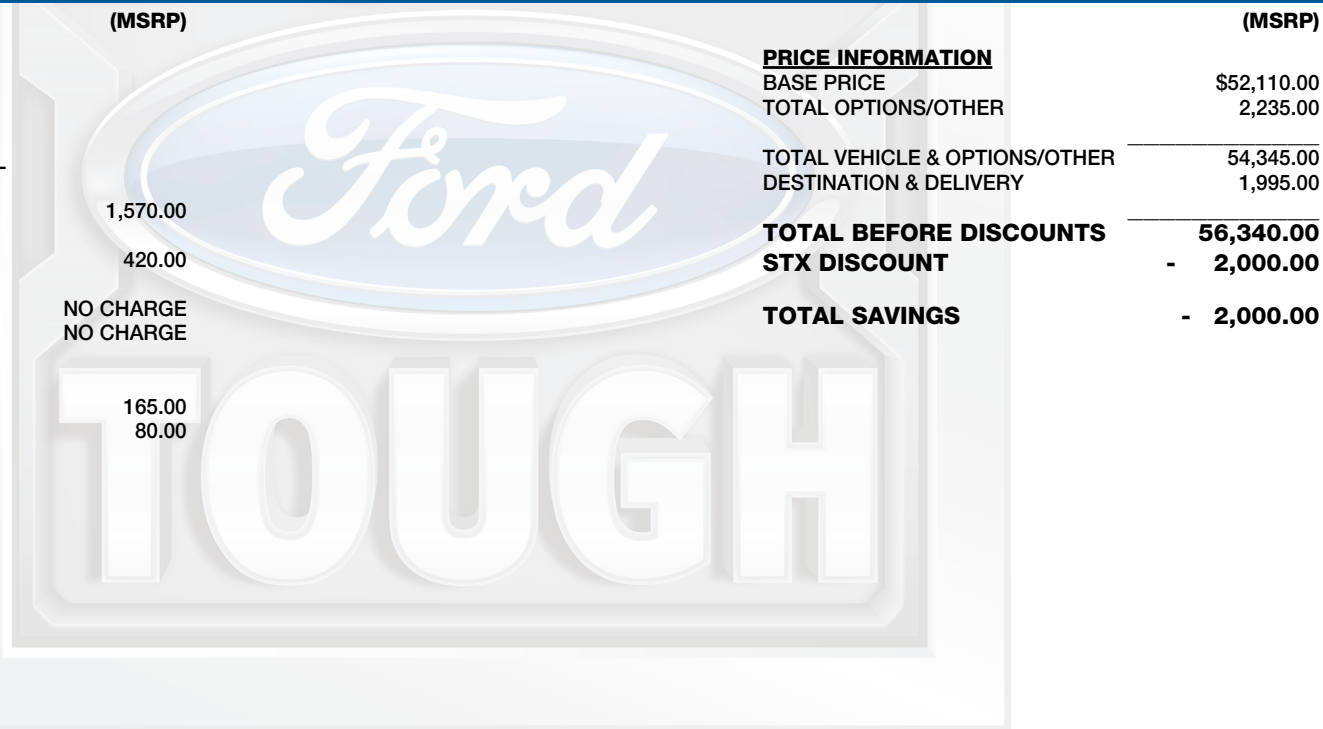 (MSRP)
1,570.00
420.00
NO CHARGE
NO CHARGE
165.00
80.00
Ford
TOUGH
(MSRP)
PRICE INFORMATION
BASE PRICE $52,110.00
TOTAL OPTIONS/OTHER 2,235.00
TOTAL VEHICLE & OPTIONS/OTHER 54,345.00
DESTINATION & DELIVERY 1,995.00
TOTAL BEFORE DISCOUNTS 56,340.00
STX DISCOUNT - 2,000.00
TOTAL SAVINGS - 2,000.00